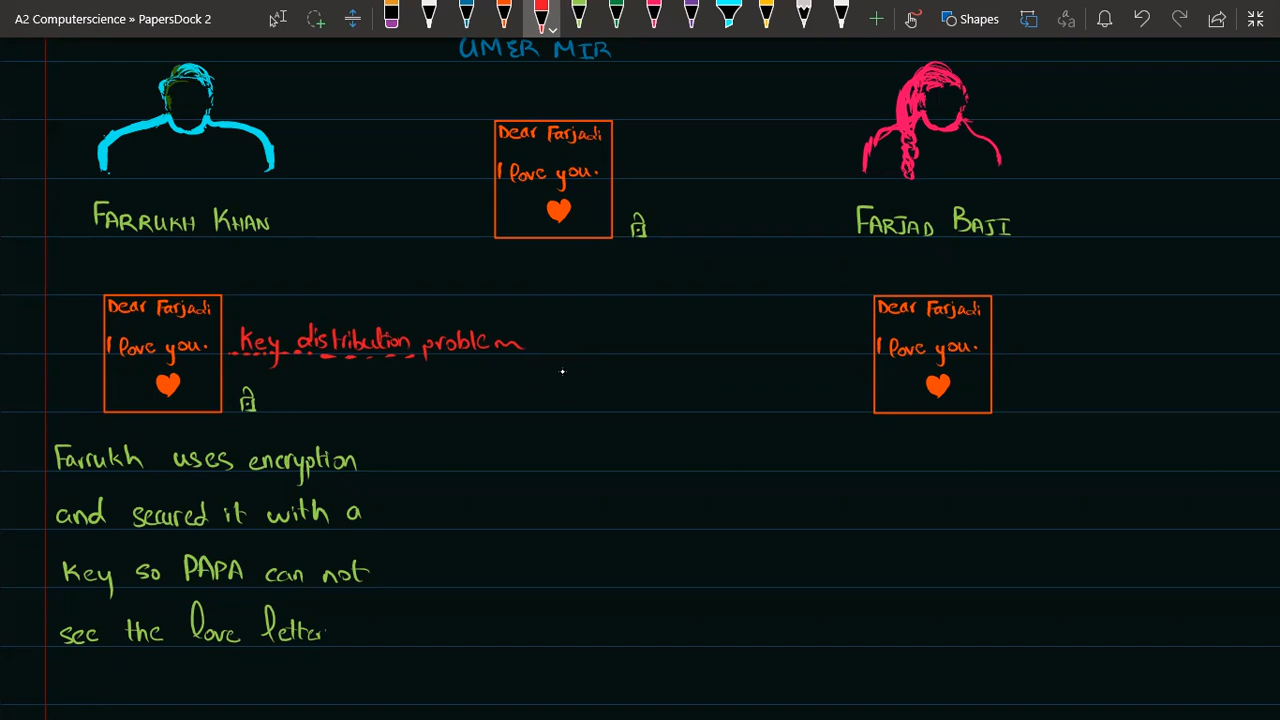 A2 Computerscience » PapersDock 2
Shapes
UMER MIR
Dear Farjadi
I love you.
FARRUKH KHAN
FARJAD BAJI
Dear Farjadi
I love you.
Key distribution problem
Dear Farjadi
I love you.
Farrukh uses encryption
and secured it with a
key so PAPA can not
see the love letter